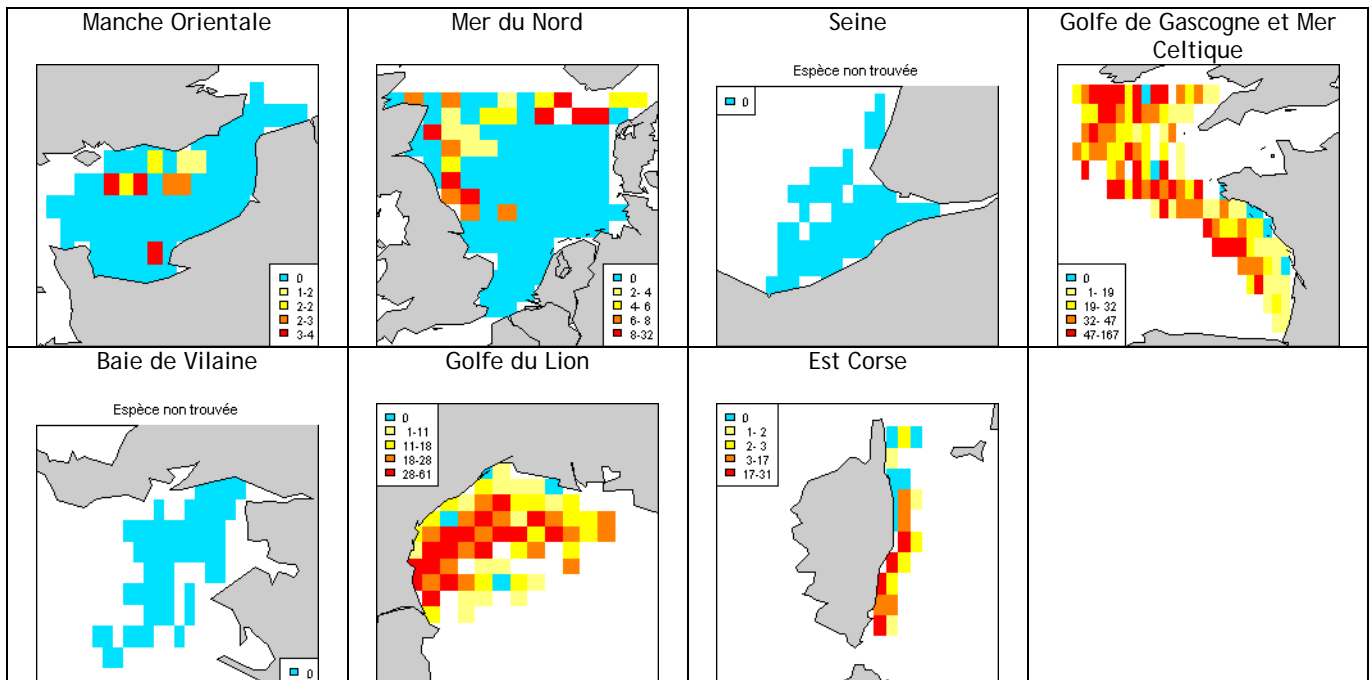 Manche Orientale
0
1-2
2-2
2-3
3-4
Mer du Nord
0
2- 4
4- 6
6- 8
8-32
Seine
Espèce non trouvée
0
Golfe de Gascogne et Mer
Celtique
0
1- 19
19- 32
32- 47
47-167
Baie de Vilaine
Espèce non trouvée
0
Golfe du Lion
0
1-11
11-18
18-28
28-61
Est Corse
0
1- 2
2- 3
3-17
17-31